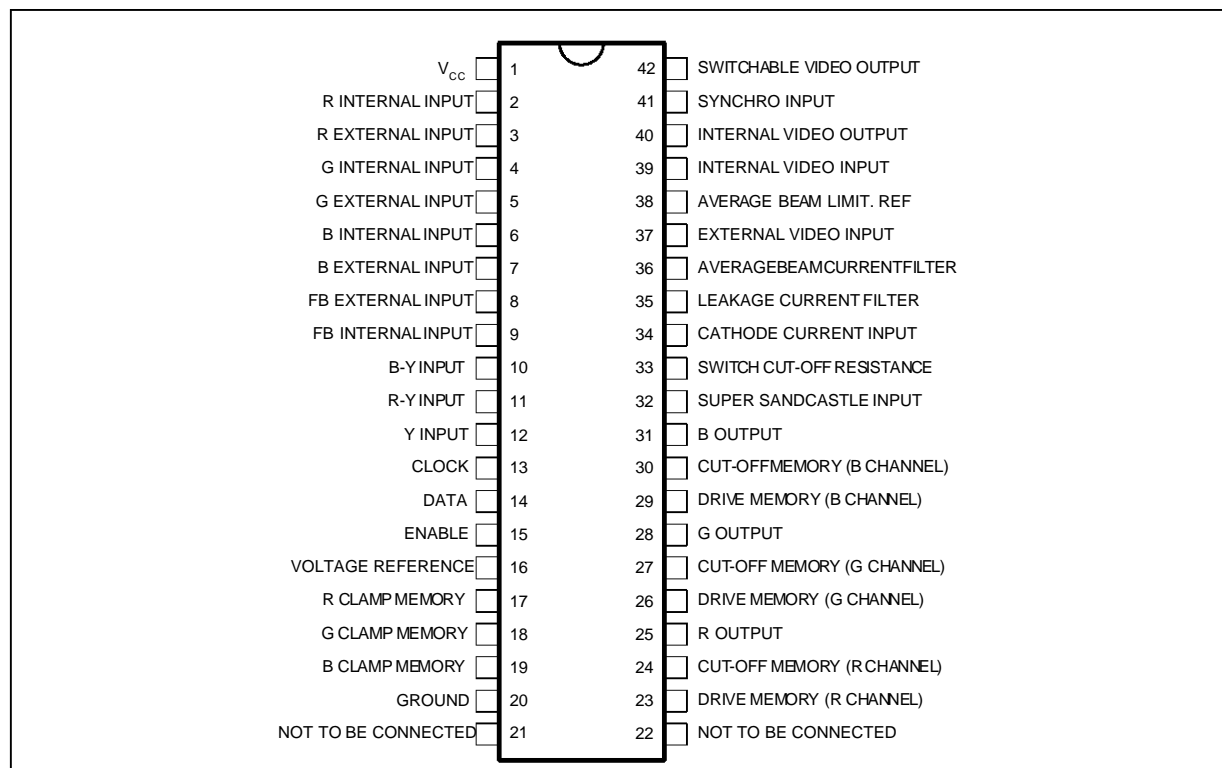 VCC 1 42 SWITCHABLE VIDEO OUTPUT
R INTERNAL INPUT 2 41 SYNCHRO INPUT
R EXTERNAL INPUT 3 40 INTERNAL VIDEO OUTPUT
G INTERNAL INPUT 4 39 INTERNAL VIDEO INPUT
G EXTERNAL INPUT 5 38 AVERAGE BEAM LIMIT. REF
B INTERNAL INPUT 6 37 EXTERNAL VIDEO INPUT
B EXTERNAL INPUT 7 36 AVERAGE BEAM CURRENT FILTER
FB EXTERNAL INPUT 8 35 LEAKAGE CURRENT FILTER
FB INTERNAL INPUT 9 34 CATHODE CURRENT INPUT
B-Y INPUT 10 33 SWITCH CUT-OFF RESISTANCE
R-Y INPUT 11 32 SUPER SANDCASTLE INPUT
Y INPUT 12 31 B OUTPUT
CLOCK 13 30 CUT-OFF MEMORY (B CHANNEL)
DATA 14 29 DRIVE MEMORY (B CHANNEL)
ENABLE 15 28 G OUTPUT
VOLTAGE REFERENCE 16 27 CUT-OFF MEMORY (G CHANNEL)
R CLAMP MEMORY 17 26 DRIVE MEMORY (G CHANNEL)
G CLAMP MEMORY 18 25 R OUTPUT
B CLAMP MEMORY 19 24 CUT-OFF MEMORY (R CHANNEL)
GROUND 20 23 DRIVE MEMORY (R CHANNEL)
NOT TO BE CONNECTED 21 22 NOT TO BE CONNECTED